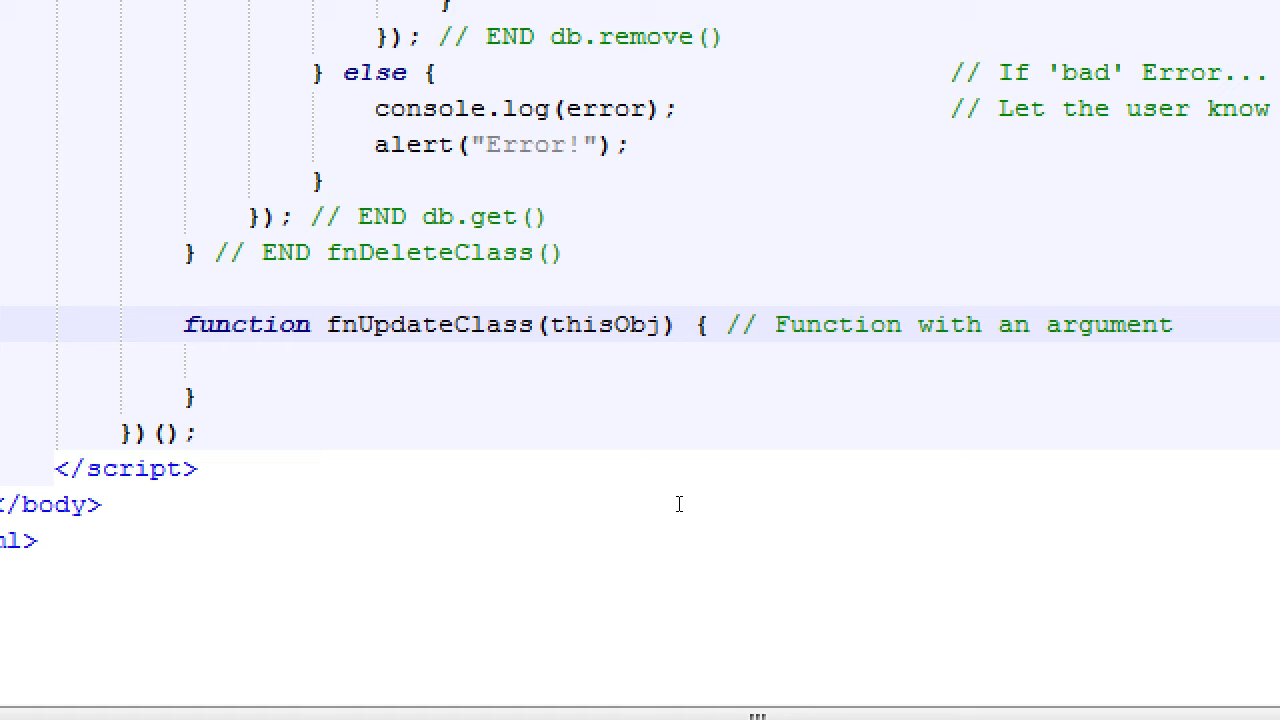 }
}); // END db.remove()
} else { // If 'bad' Error...
console.log(error); // Let the user know
alert("Error!");
}
}); // END db.get()
} // END fnDeleteClass()
function fnUpdateClass(thisObj) { // Function with an argument
}
})();
</script>
</body>
ml>